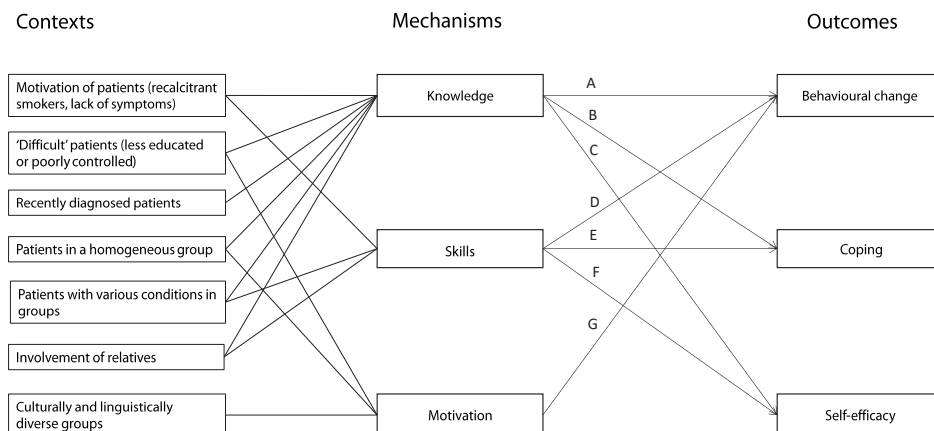 Contexts
Mechanisms
Outcomes
Motivation of patients (recalcitrant
smokers, lack of symptoms)
'Difficult' patients (less educated
or poorly controlled)
Recently diagnosed patients
Patients in a homogeneous group
Patients with various conditions in
groups
Involvement of relatives
Culturally and linguistically
diverse groups
Knowledge
Skills
Motivation
A
B
C
D
E
F
G
Behavioural change
Coping
Self-efficacy